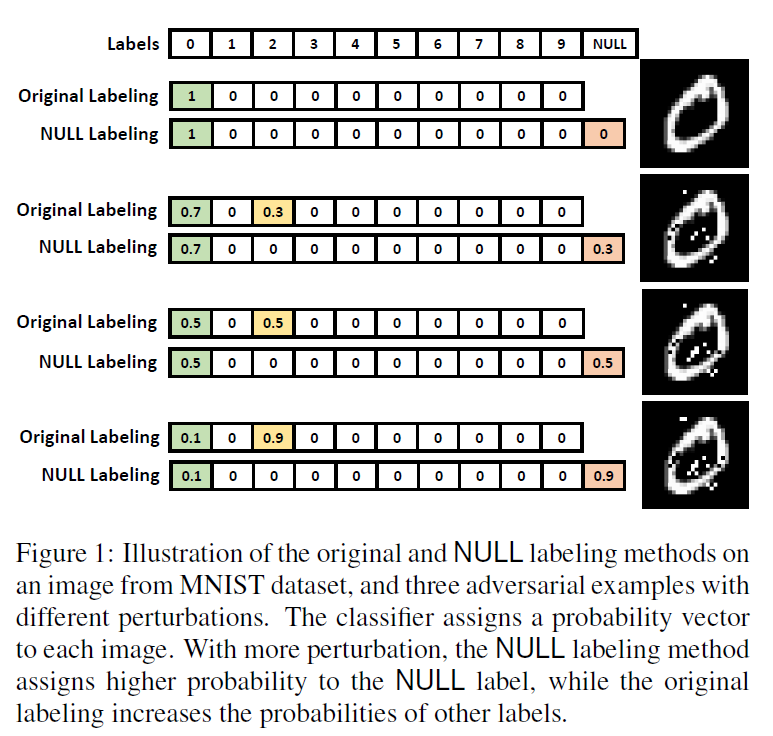 Labels 0 1 2 3 4 5 6 7 8 9 NULL
Original Labeling 1 0 0 0 0 0 0 0 0 0
NULL Labeling 1 0 0 0 0 0 0 0 0 0 0
Original Labeling 0.7 0 0.3 0 0 0 0 0 0 0
NULL Labeling 0.7 0 0 0 0 0 0 0 0 0 0.3
Original Labeling 0.5 0 0.5 0 0 0 0 0 0 0
NULL Labeling 0.5 0 0 0 0 0 0 0 0 0 0.5
Original Labeling 0.1 0 0.9 0 0 0 0 0 0 0
NULL Labeling 0.1 0 0 0 0 0 0 0 0 0 0.9
Figure 1: Illustration of the original and NULL labeling methods on
an image from MNIST dataset, and three adversarial examples with
different perturbations. The classifier assigns a probability vector
to each image. With more perturbation, the NULL labeling method
assigns higher probability to the NULL label, while the original
labeling increases the probabilities of other labels.